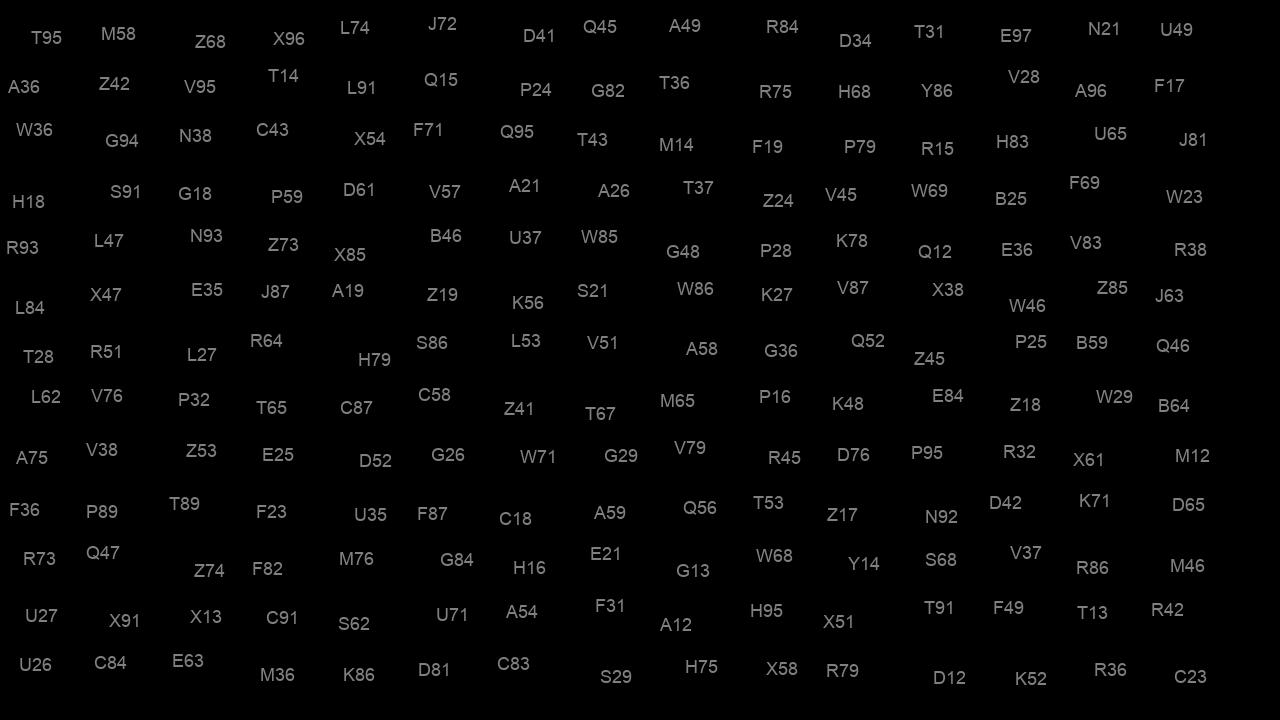 T95 M58 Z68 X96 L74 J72 D41 Q45 A49 R84 D34 T31 E97 N21 U49
A36 Z42 V95 T14 L91 Q15 P24 G82 T36 R75 H68 Y86 V28 A96 F17
W36 G94 N38 C43 X54 F71 Q95 T43 M14 F19 P79 R15 H83 U65 J81
H18 S91 G18 P59 D61 V57 A21 A26 T37 Z24 V45 W69 B25 F69 W23
R93 L47 N93 Z73 X85 B46 U37 W85 G48 P28 K78 Q12 E36 V83 R38
L84 X47 E35 J87 A19 Z19 K56 S21 W86 K27 V87 X38 W46 Z85 J63
T28 R51 L27 R64 H79 S86 L53 V51 A58 G36 Q52 Z45 P25 B59 Q46
L62 V76 P32 T65 C87 C58 Z41 T67 M65 P16 K48 E84 Z18 W29 B64
A75 V38 Z53 E25 D52 G26 W71 G29 V79 R45 D76 P95 R32 X61 M12
F36 P89 T89 F23 U35 F87 C18 A59 Q56 T53 Z17 N92 D42 K71 D65
R73 Q47 Z74 F82 M76 G84 H16 E21 G13 W68 Y14 S68 V37 R86 M46
U27 X91 X13 C91 S62 U71 A54 F31 A12 H95 X51 T91 F49 T13 R42
U26 C84 E63 M36 K86 D81 C83 S29 H75 X58 R79 D12 K52 R36 C23